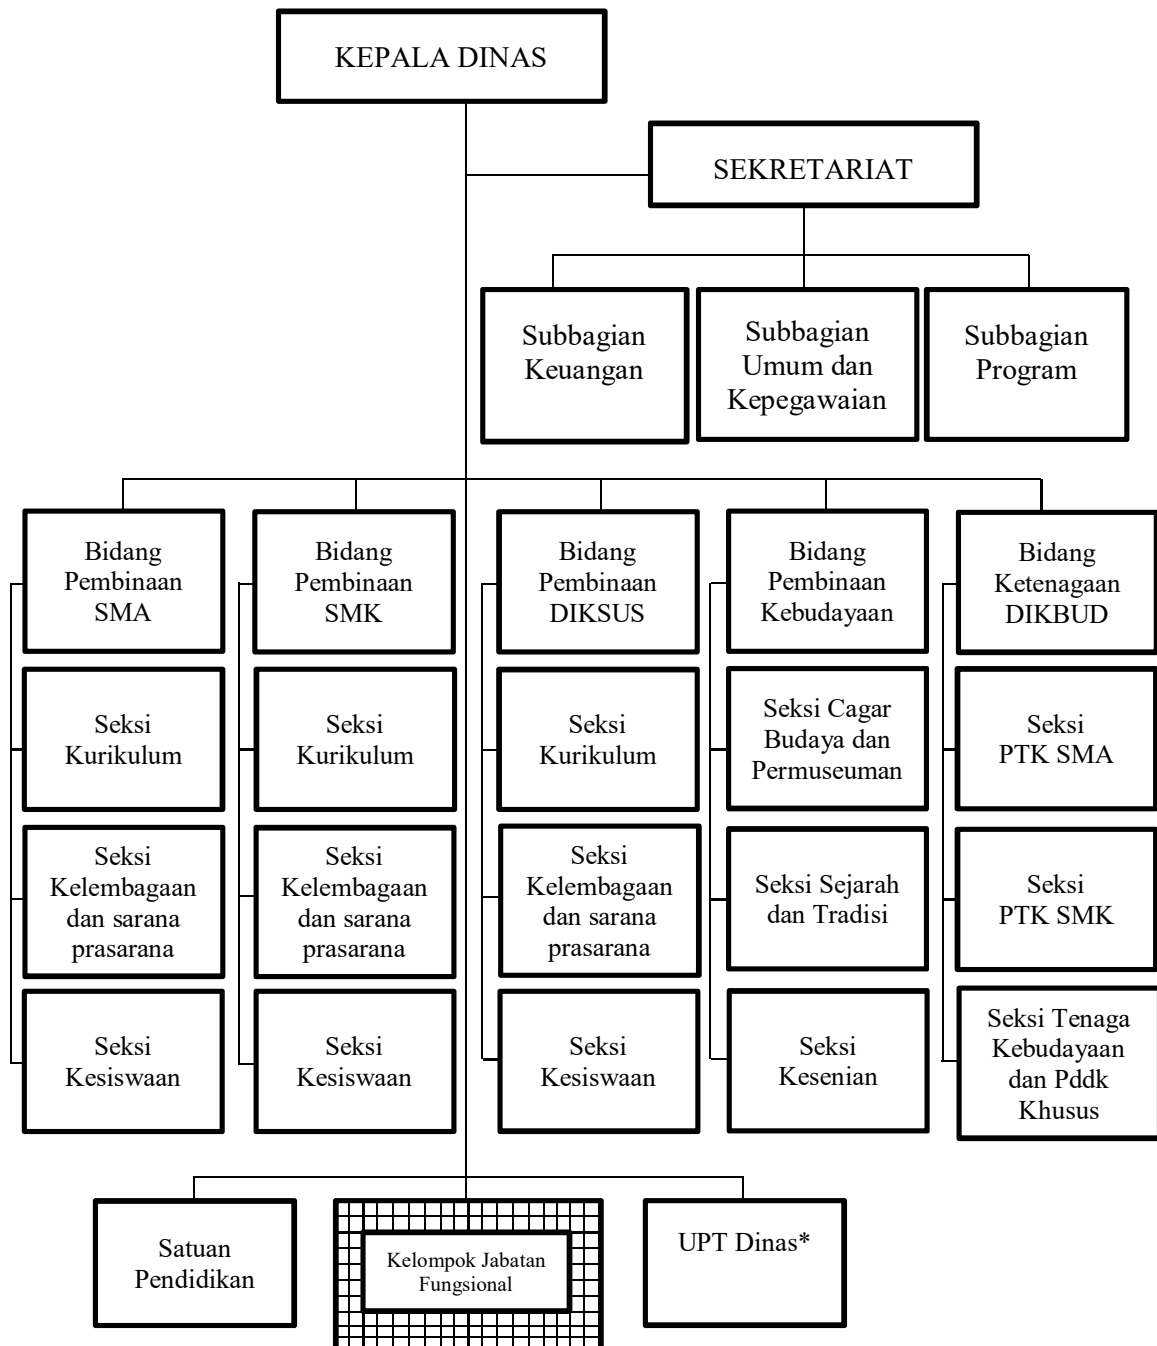 KEPALA DINAS
SEKRETARIAT
Subbagian
Keuangan
Subbagian
Umum dan
Kepegawaian
Subbagian
Program
Bidang
Pembinaan
SMA
Bidang
Pembinaan
SMK
Bidang
Pembinaan
DIKSUS
Bidang
Pembinaan
Kebudayaan
Bidang
Ketenagaan
DIKBUD
Seksi
Kurikulum
Seksi
Kurikulum
Seksi
Kurikulum
Seksi Cagar
Budaya dan
Permuseuman
Seksi
PTK SMA
Seksi
Kelembagaan
dan sarana
prasarana
Seksi
Kelembagaan
dan sarana
prasarana
Seksi
Kelembagaan
dan sarana
prasarana
Seksi Sejarah
dan Tradisi
Seksi
PTK SMK
Seksi
Kesiswaan
Seksi
Kesiswaan
Seksi
Kesiswaan
Seksi
Kesenian
Seksi Tenaga
Kebudayaan
dan Pddk
Khusus
Satuan
Pendidikan
Kelompok Jabatan
Fungsional
UPT Dinas*